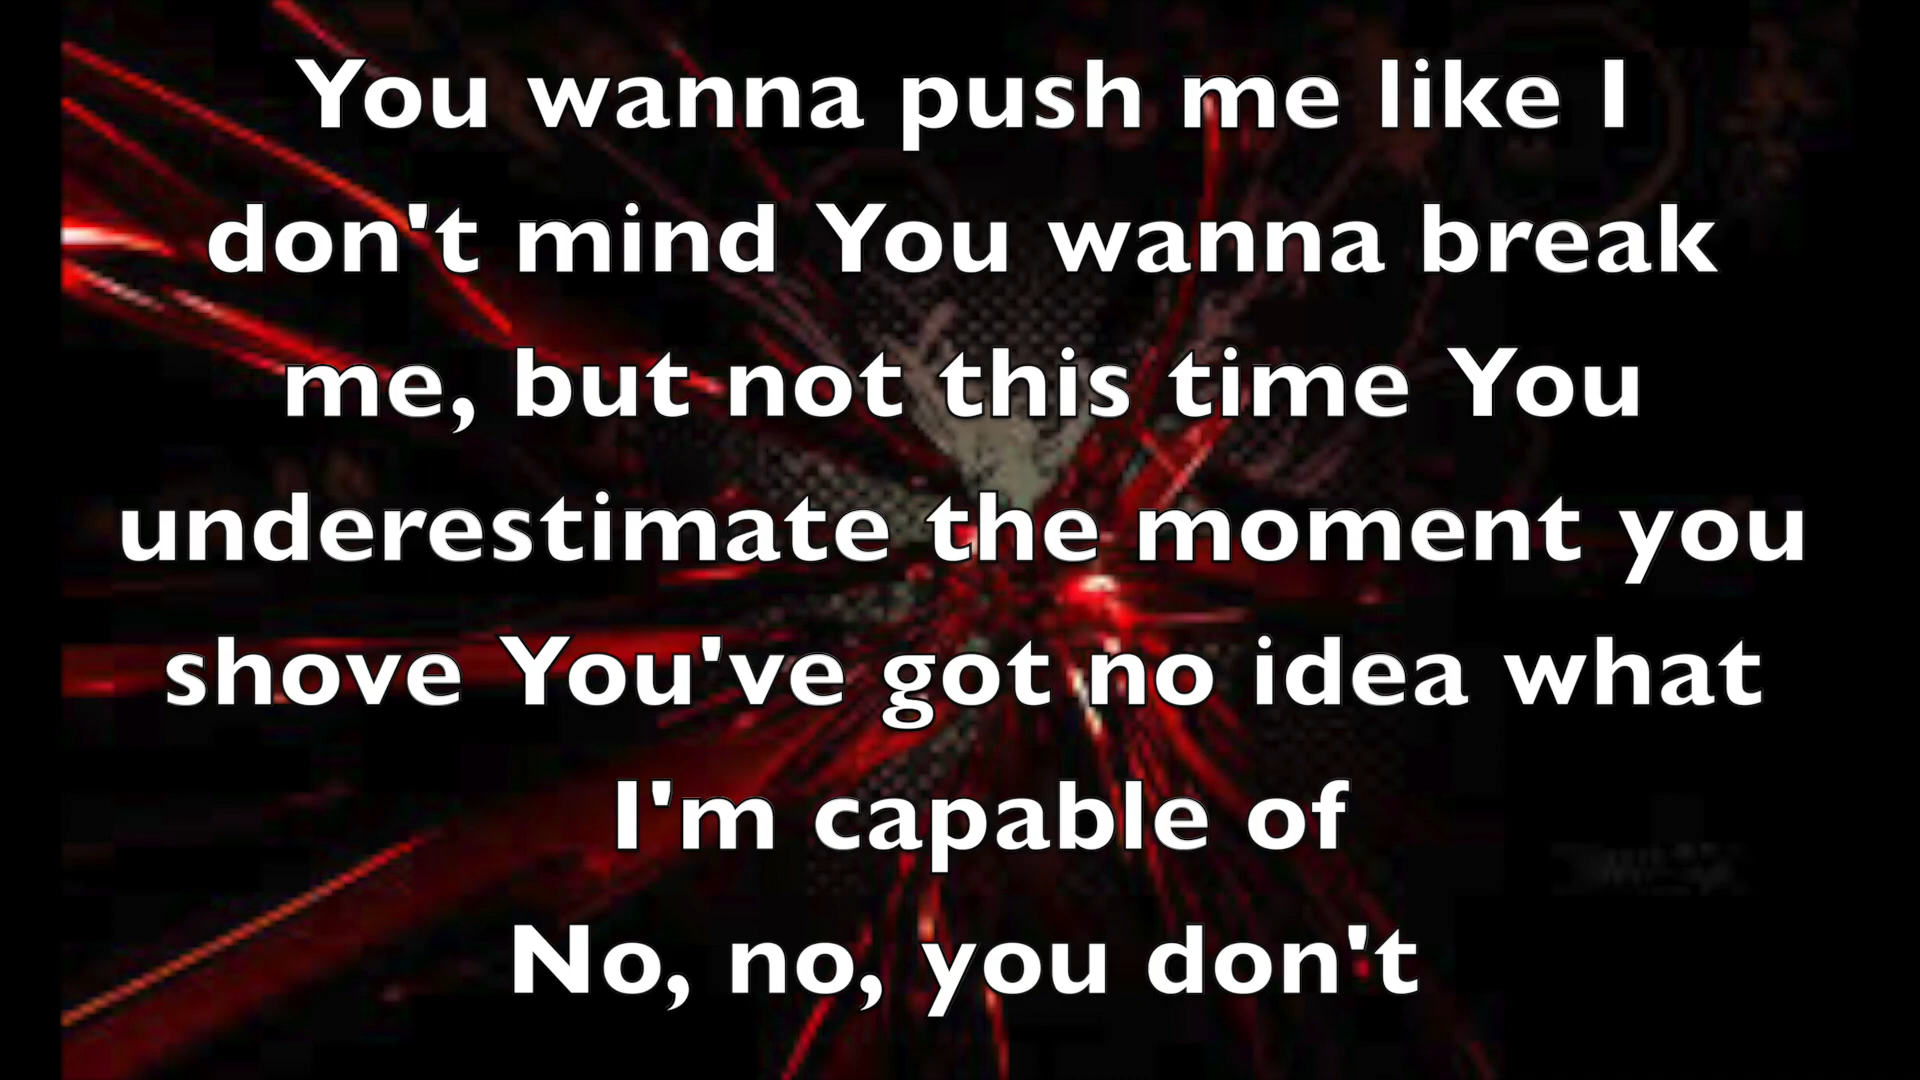 You wanna push me like I
don't mind You wanna break
me, but not this time You
underestimate the moment you
shove You've got no idea what
I'm capable of
No, no, you don't